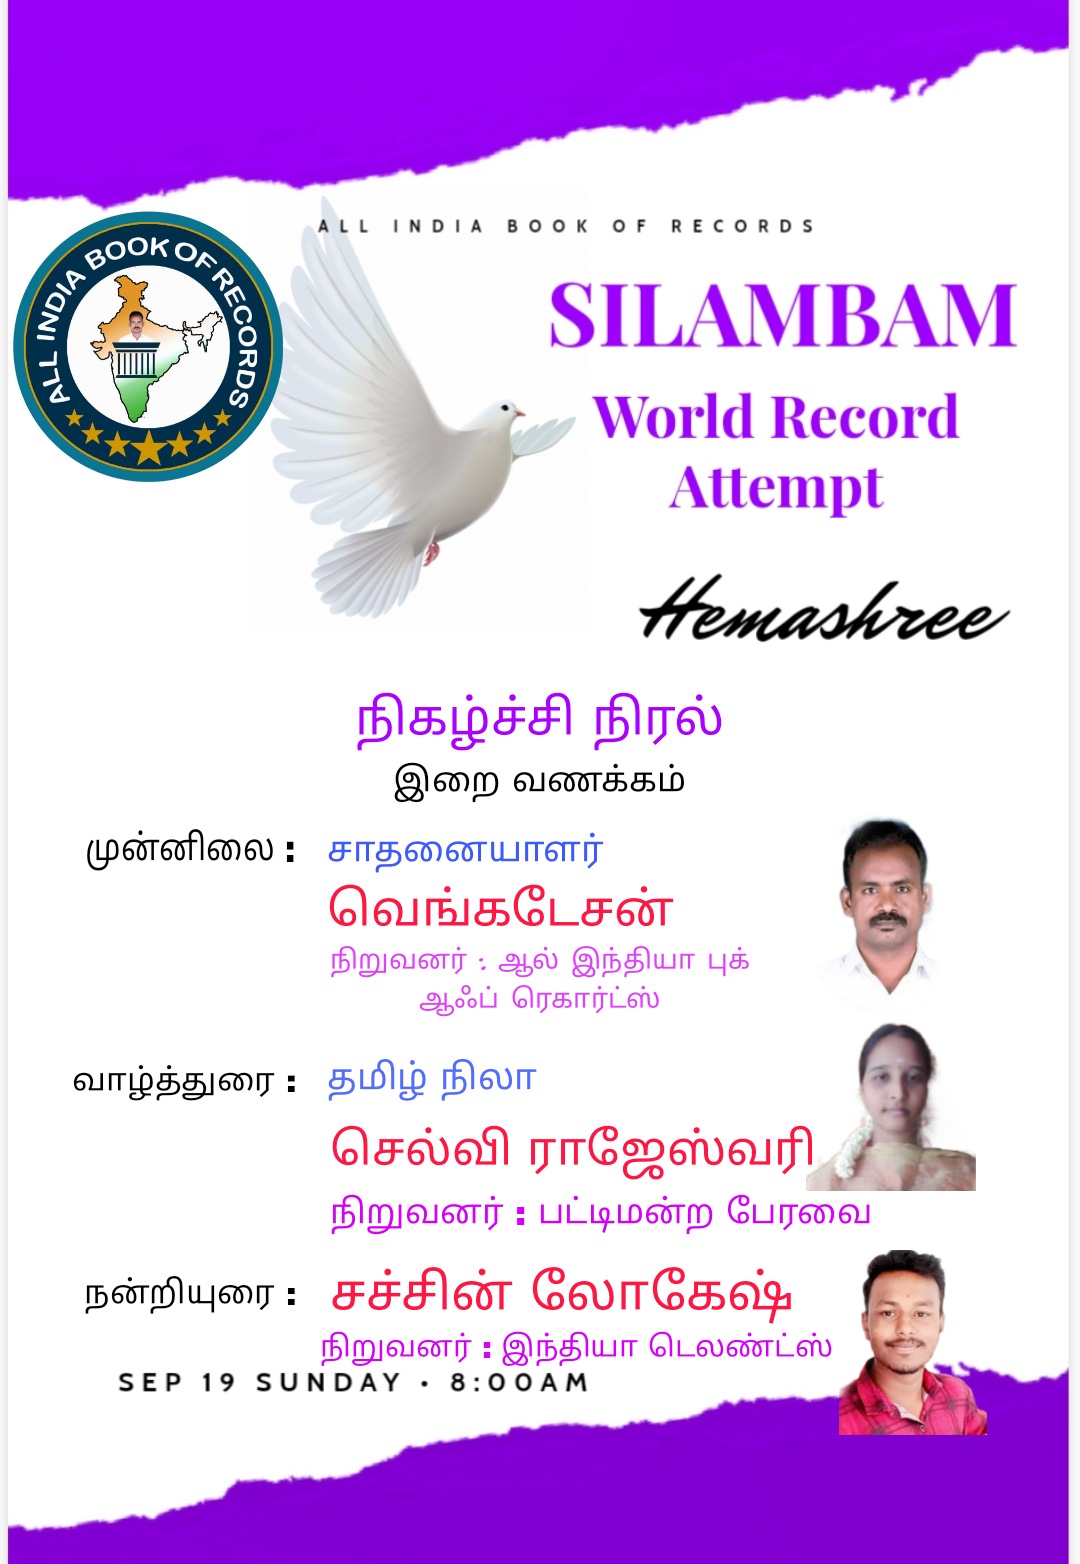 ALL INDIA BOOK OF RECORDS
ALL INDIA BOOK OF RECORDS
SILAMBAM
World Record
Attempt
Hemashree
நிகழ்ச்சி நிரல்
இறை வணக்கம்
முன்னிலை : சாதனையாளர்
வெங்கடேசன்
நிறுவனர் : ஆல் இந்தியா புக்
ஆஃப் ரெகார்ட்ஸ்
வாழ்த்துரை : தமிழ் நிலா
செல்வி ராஜேஸ்வரி
நிறுவனர் : பட்டிமன்ற பேரவை
நன்றியுரை : சச்சின் லோகேஷ்
நிறுவனர் : இந்தியா டெலண்ட்ஸ்
SEP 19 SUNDAY • 8:00AM